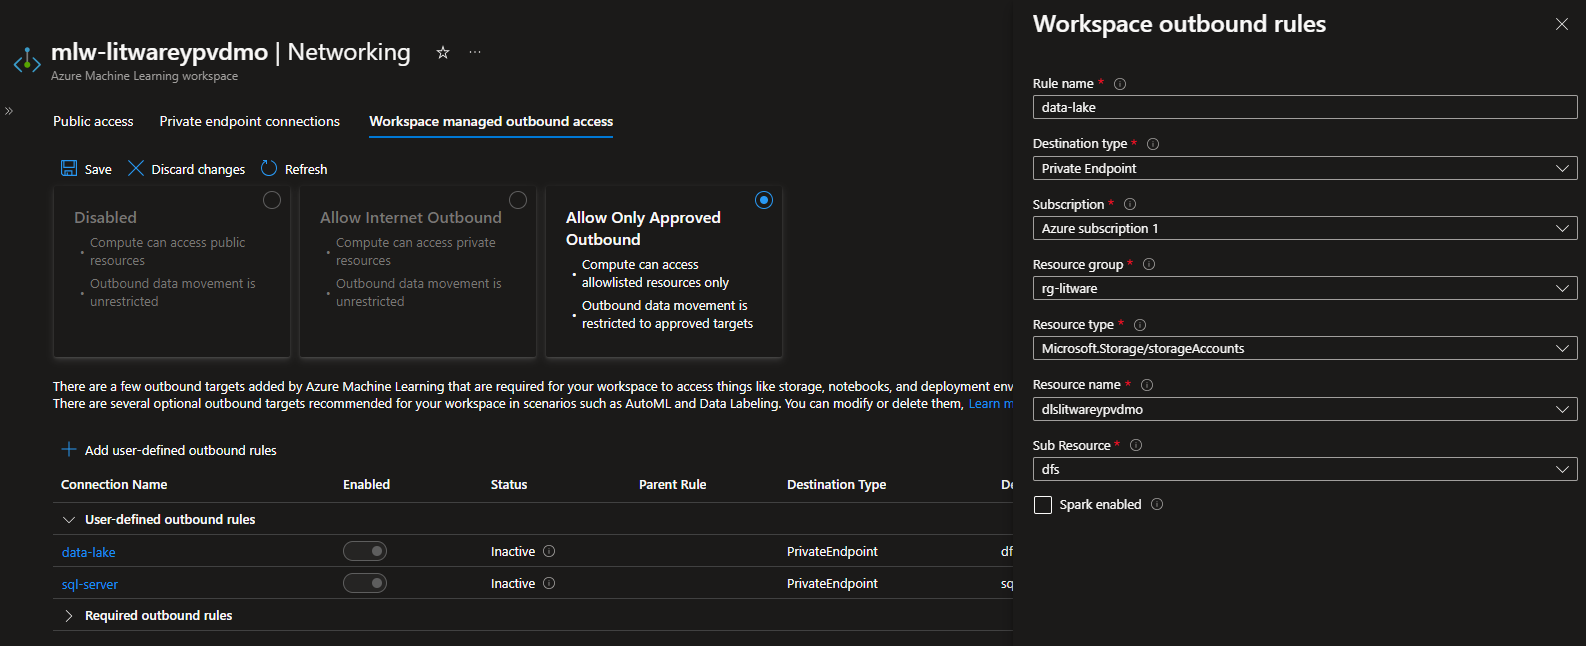 mlw-litwareypvdmo | Networking
Azure Machine Learning workspace
Public access
Private endpoint connections
Workspace managed outbound access
Save
Discard changes
Refresh
Disabled
• Compute can access public
resources
• Outbound data movement is
unrestricted
Allow Internet Outbound
• Compute can access private
resources
• Outbound data movement is
unrestricted
Allow Only Approved
Outbound
• Compute can access
allowlisted resources only
• Outbound data movement is
restricted to approved targets
There are a few outbound targets added by Azure Machine Learning that are required for your workspace to access things like storage, notebooks, and deployment env
There are several optional outbound targets recommended for your workspace in scenarios such as AutoML and Data Labeling. You can modify or delete them, Learn m
Add user-defined outbound rules
Connection Name Enabled Status Parent Rule Destination Type De
User-defined outbound rules
data-lake Inactive PrivateEndpoint df
sql-server Inactive PrivateEndpoint sq
Required outbound rules
Workspace outbound rules
Rule name *
data-lake
Destination type *
Private Endpoint
Subscription *
Azure subscription 1
Resource group *
rg-litware
Resource type *
Microsoft.Storage/storageAccounts
Resource name *
dlslitwareypvdmo
Sub Resource *
dfs
Spark enabled